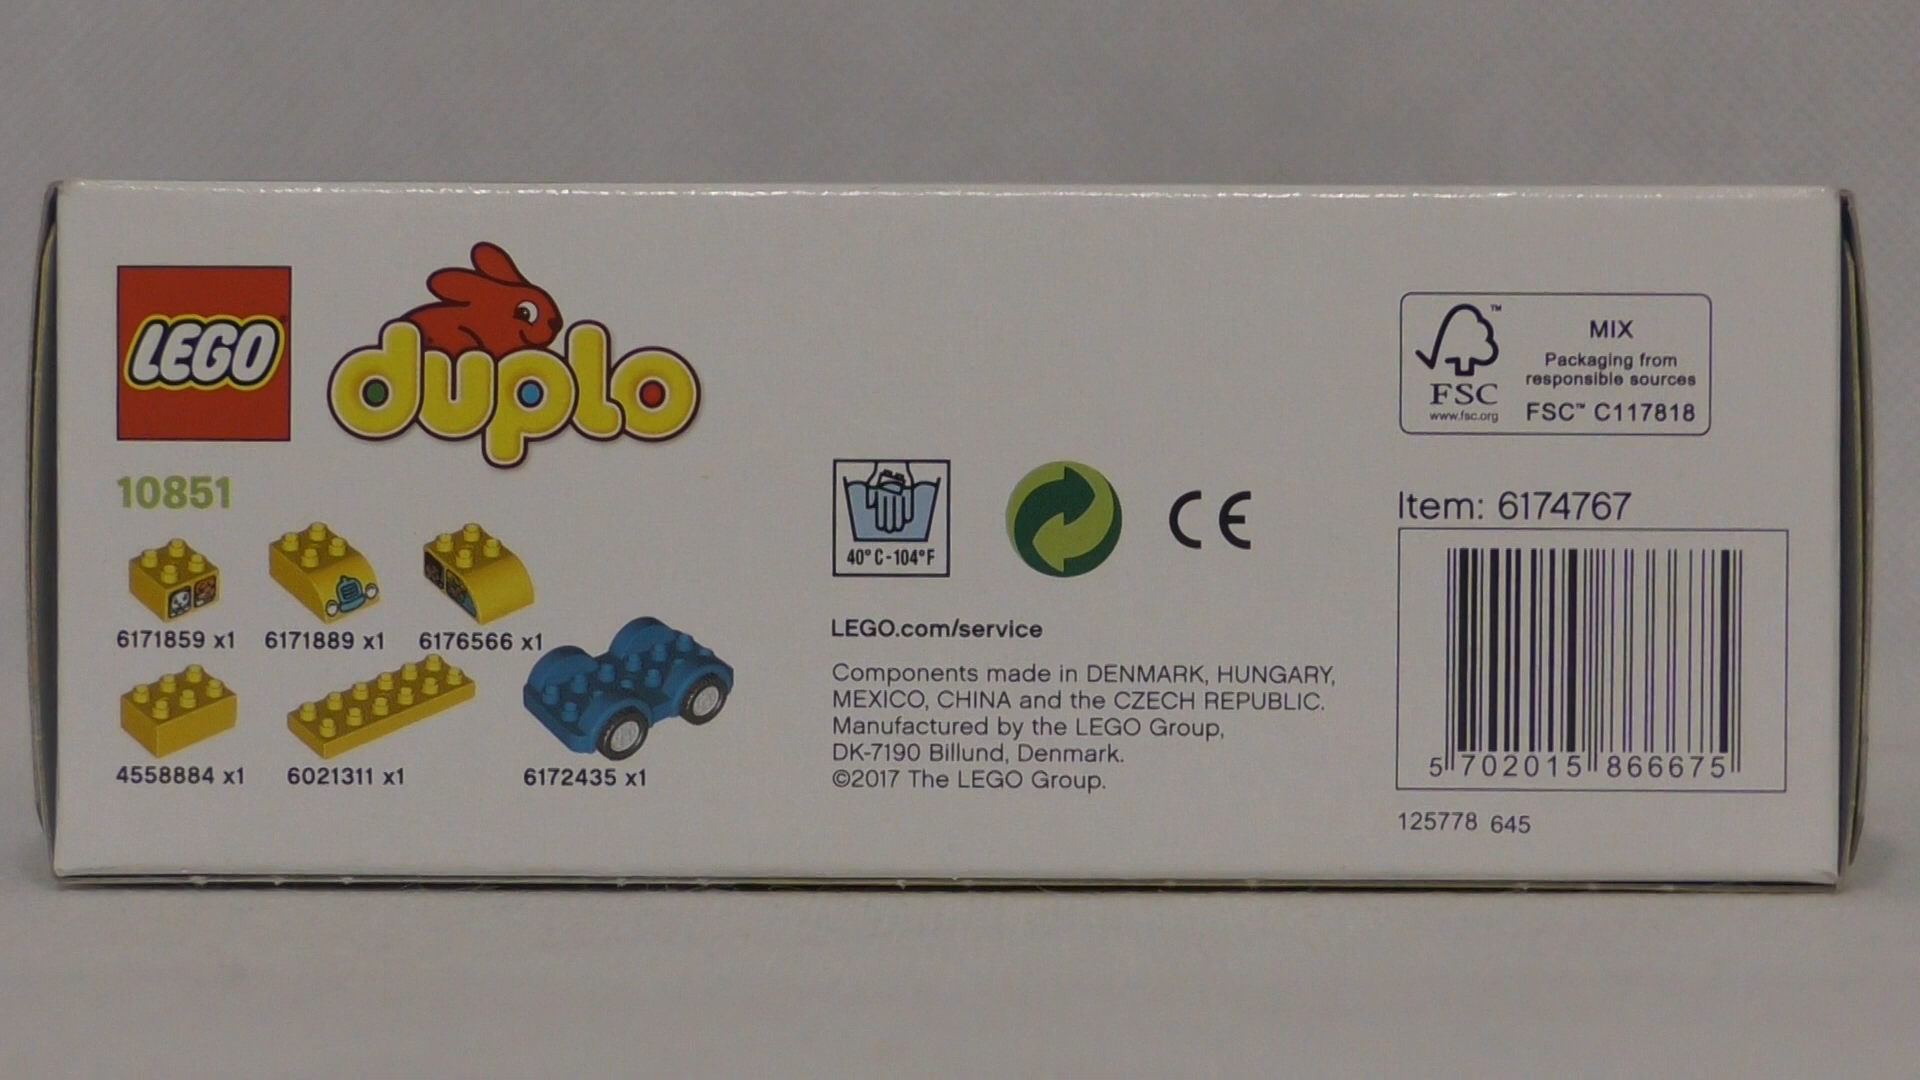 LEGO
duplo
10851
6171859 x1
6171889 x1
6176566 x1
4558884 x1
6021311 x1
6172435 x1
40°C-104°F
CE
LEGO.com/service
Components made in DENMARK, HUNGARY,
MEXICO, CHINA and the CZECH REPUBLIC.
Manufactured by the LEGO Group,
DK-7190 Billund, Denmark.
©2017 The LEGO Group.
FSC
www.fsc.org
™
MIX
Packaging from
responsible sources
FSC™ C117818
Item: 6174767
5 702015 866675
125778 645